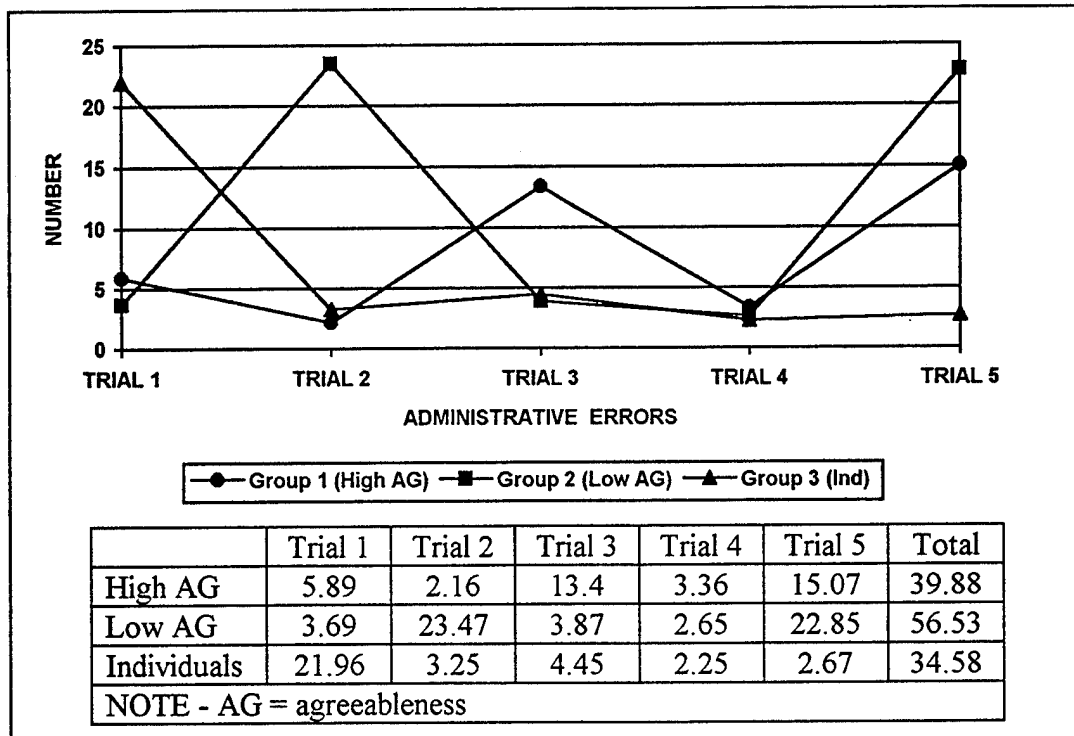 25
20
15
10
5
0
NUMBER
TRIAL 1 TRIAL 2 TRIAL 3 TRIAL 4 TRIAL 5
ADMINISTRATIVE ERRORS
Group 1 (High AG) Group 2 (Low AG) Group 3 (Ind)
Trial 1 Trial 2 Trial 3 Trial 4 Trial 5 Total
High AG 5.89 2.16 13.4 3.36 15.07 39.88
Low AG 3.69 23.47 3.87 2.65 22.85 56.53
Individuals 21.96 3.25 4.45 2.25 2.67 34.58
NOTE - AG = agreeableness